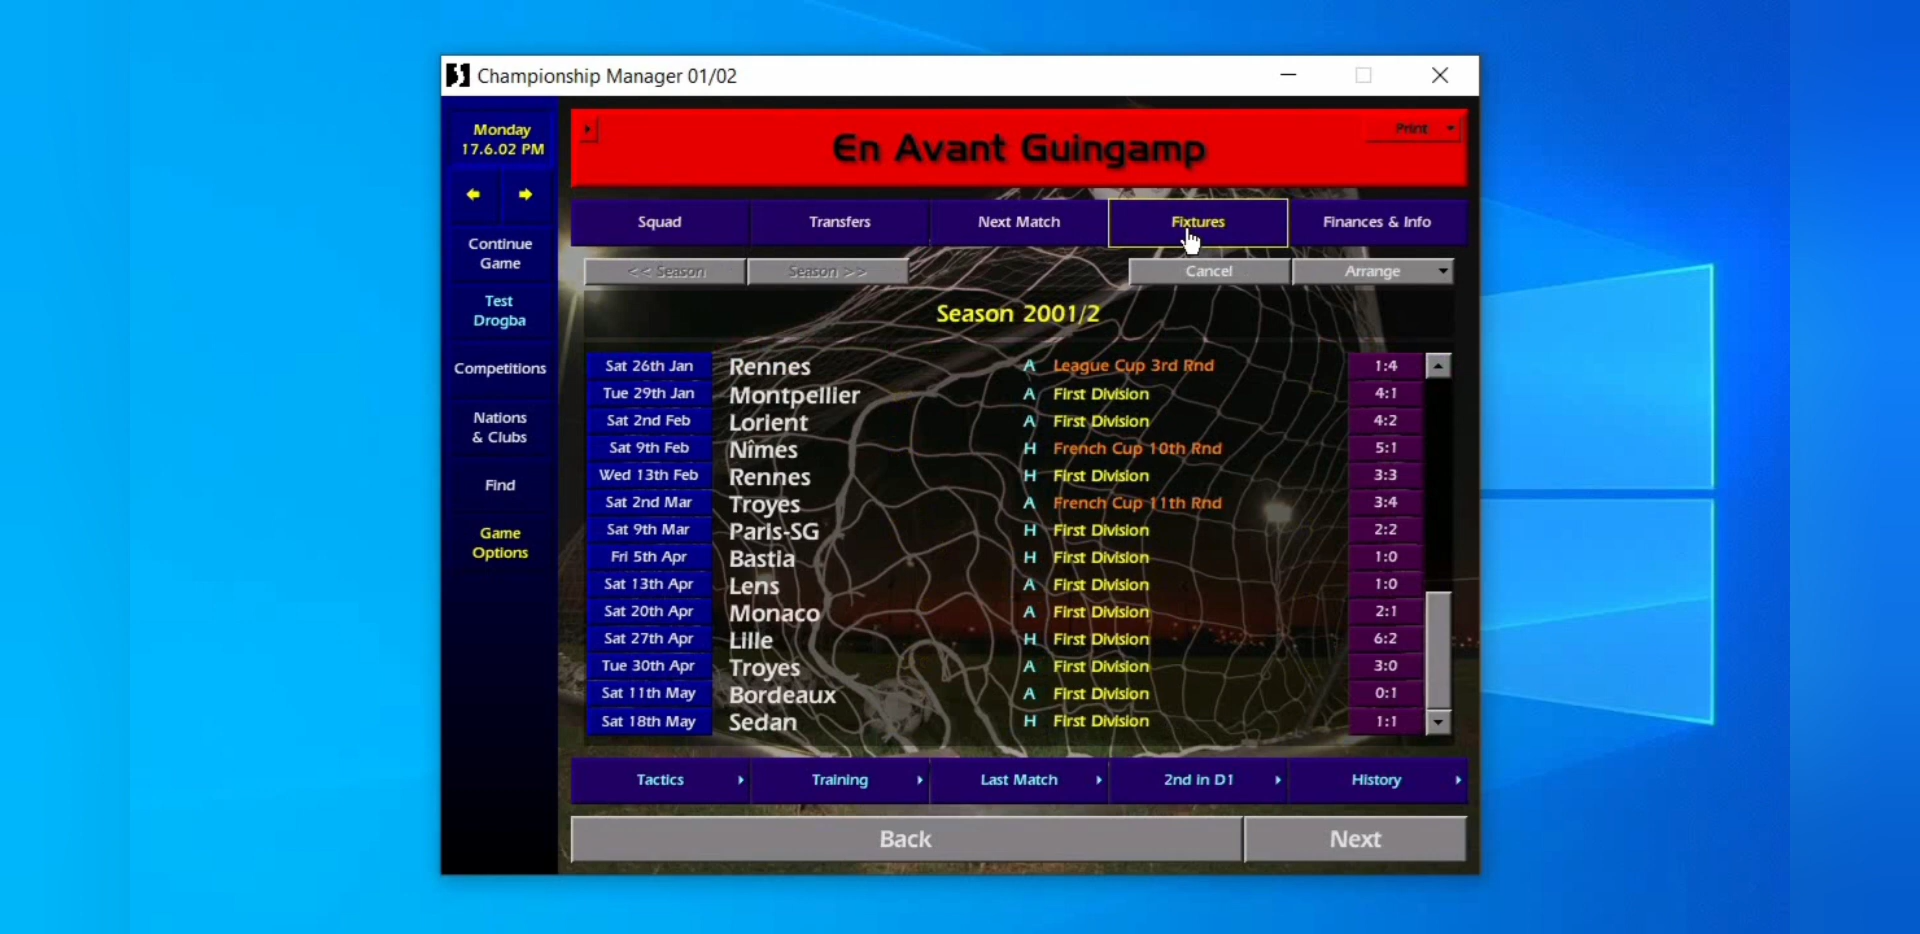 Championship Manager 01/02
Monday
17.6.02 PM
Continue
Game
Test
Drogba
Competitions
Nations
& Clubs
Find
Game
Options
En Avant Guingamp
Print
Squad
Transfers
Next Match
Fixtures
Finances & Info
<< Season
Season >>
Cancel
Arrange
Season 2001/2
Sat 26th Jan Rennes A League Cup 3rd Rnd 1:4
Tue 29th Jan Montpellier A First Division 4:1
Sat 2nd Feb Lorient A First Division 4:2
Sat 9th Feb Nîmes H French Cup 10th Rnd 5:1
Wed 13th Feb Rennes H First Division 3:3
Sat 2nd Mar Troyes A French Cup 11th Rnd 3:4
Sat 9th Mar Paris-SG H First Division 2:2
Fri 5th Apr Bastia H First Division 1:0
Sat 13th Apr Lens A First Division 1:0
Sat 20th Apr Monaco A First Division 2:1
Sat 27th Apr Lille H First Division 6:2
Tue 30th Apr Troyes A First Division 3:0
Sat 11th May Bordeaux A First Division 0:1
Sat 18th May Sedan H First Division 1:1
Tactics
Training
Last Match
2nd in D1
History
Back
Next